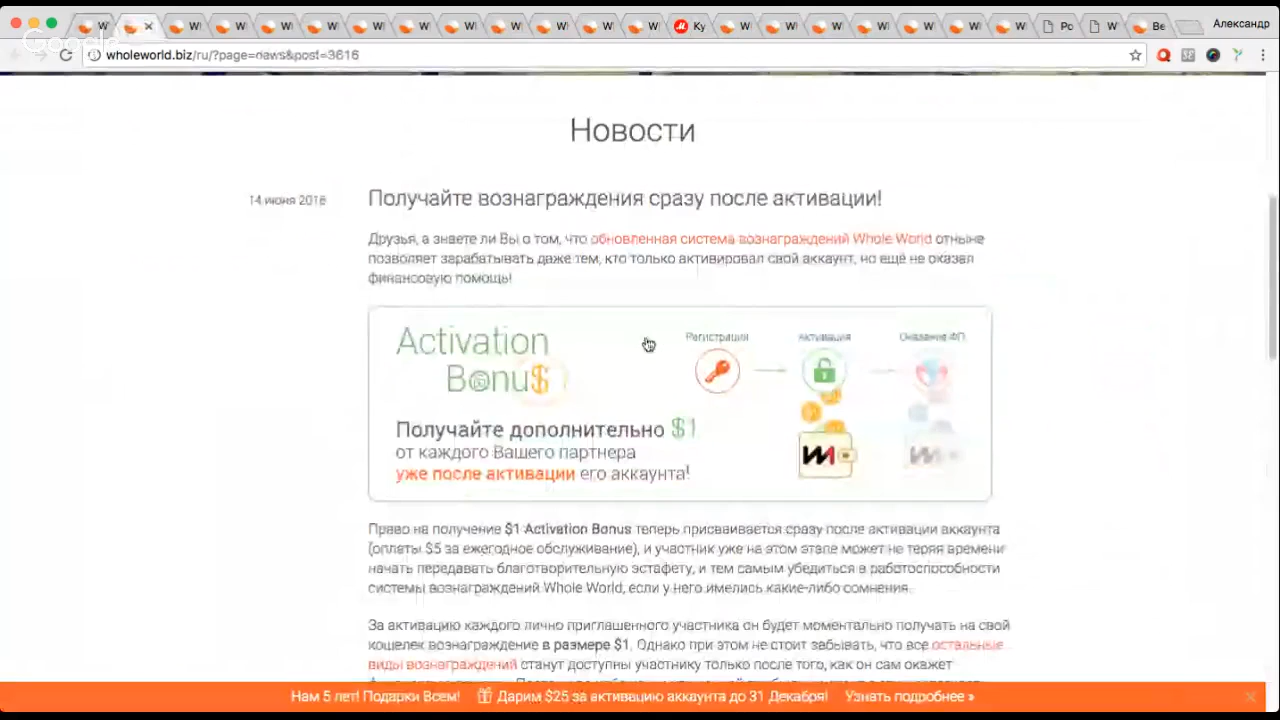 W
W
W
W
W
W
W
W
W
W
W
W
Ку
W
W
W
W
W
W
W
Po
W
Be
Александр
Google
wholeworld.biz/ru/?page=news&post=3616
Новости
14 июня 2016
Получайте вознаграждения сразу после активации!
Друзья, а знаете ли Вы о том, что обновленная система вознаграждений Whole World отныне
позволяет зарабатывать даже тем, кто только активировал свой аккаунт, но ещё не оказал
финансовую помощь!
Activation
Bonu$
Регистрация
Активация
Оказание ФП
Получайте дополнительно $1
от каждого Вашего партнера
уже после активации его аккаунта!
Право на получение $1 Activation Bonus теперь присваивается сразу после активации аккаунта
(оплаты $5 за ежегодное обслуживание), и участник уже на этом этапе может не теряя времени
начать передавать благотворительную эстафету, и тем самым убедиться в работоспособности
системы вознаграждений Whole World, если у него имелись какие-либо сомнения.
За активацию каждого лично приглашенного участника он будет моментально получать на свой
кошелек вознаграждение в размере $1. Однако при этом не стоит забывать, что все остальные
виды вознаграждений станут доступны участнику только после того, как он сам окажет
Нам 5 лет! Подарки Всем! Дарим $25 за активацию аккаунта до 31 Декабря! Узнать подробнее »